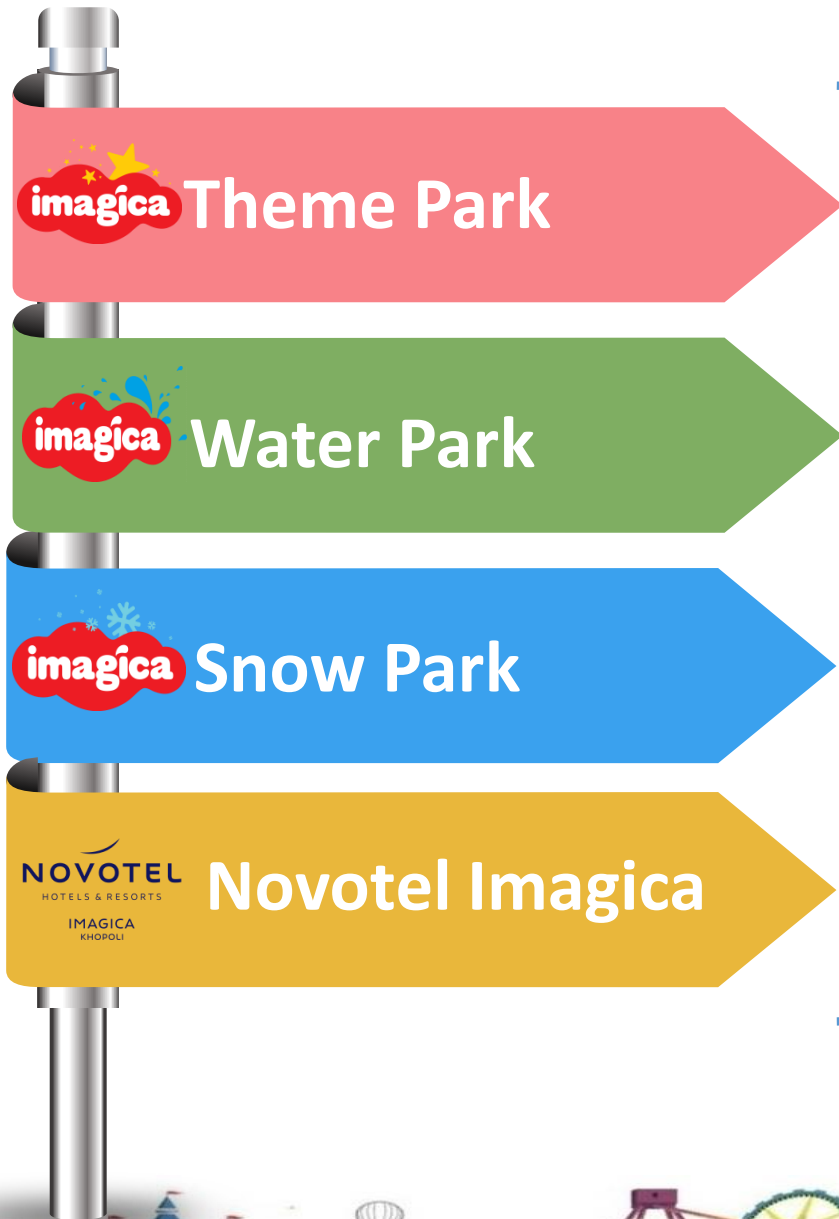 imagica Theme Park
imagica Water Park
imagica Snow Park
NOVOTEL
HOTELS & RESORTS
IMAGICA
KHOPOLI
Novotel Imagica